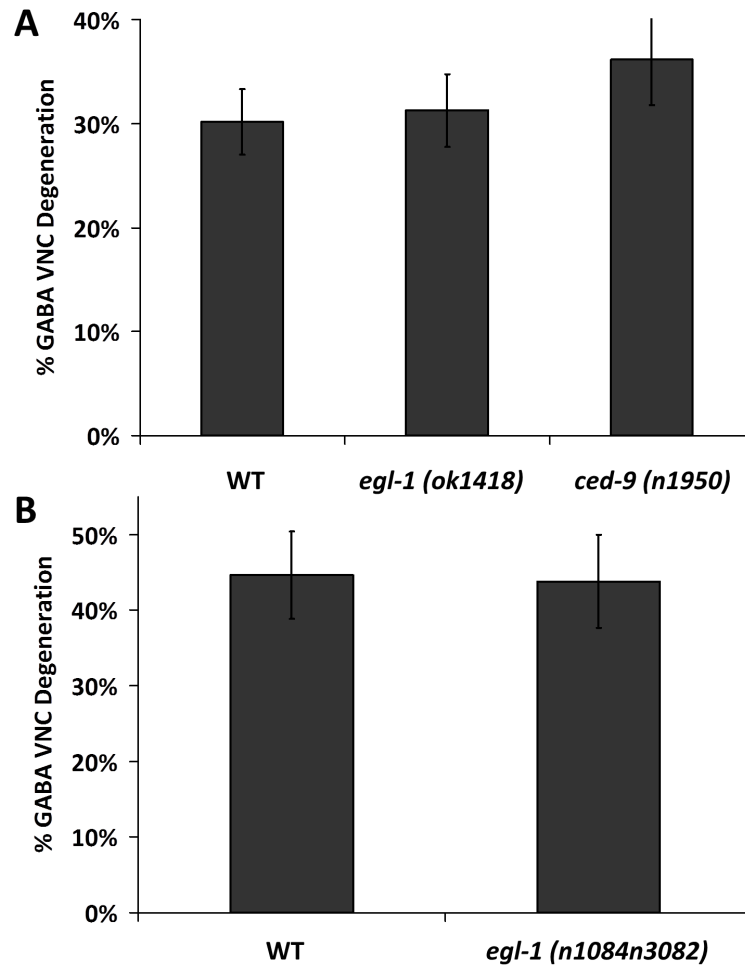 A
% GABA VNC Degeneration
40%
30%
20%
10%
0%
WT egl-1 (ok1418) ced-9 (n1950)
B
% GABA VNC Degeneration
50%
40%
30%
20%
10%
0%
WT egl-1 (n1084n3082)